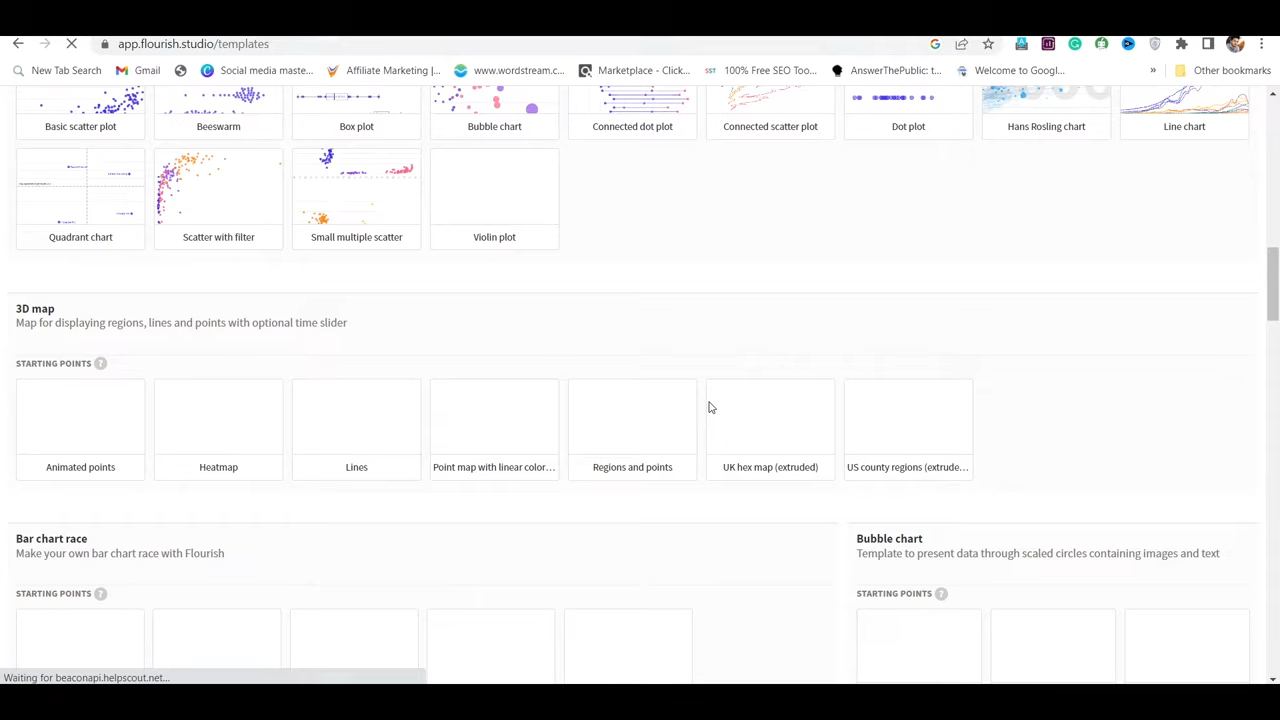 app.flourish.studio/templates
New Tab Search
Gmail
Social media maste...
Affiliate Marketing |...
www.wordstream.c...
Marketplace - Click...
SST
100% Free SEO Too...
AnswerThePublic: t...
Welcome to Googl...
»
Other bookmarks
Basic scatter plot
Beeswarm
Box plot
Bubble chart
Connected dot plot
Connected scatter plot
Dot plot
Hans Rosling chart
Line chart
Quadrant chart
Scatter with filter
Small multiple scatter
Violin plot
3D map
Map for displaying regions, lines and points with optional time slider
STARTING POINTS ?
Animated points
Heatmap
Lines
Point map with linear color...
Regions and points
UK hex map (extruded)
US county regions (extrude...
Bar chart race
Make your own bar chart race with Flourish
STARTING POINTS ?
Bubble chart
Template to present data through scaled circles containing images and text
STARTING POINTS ?
Waiting for beaconapi.helpscout.net...